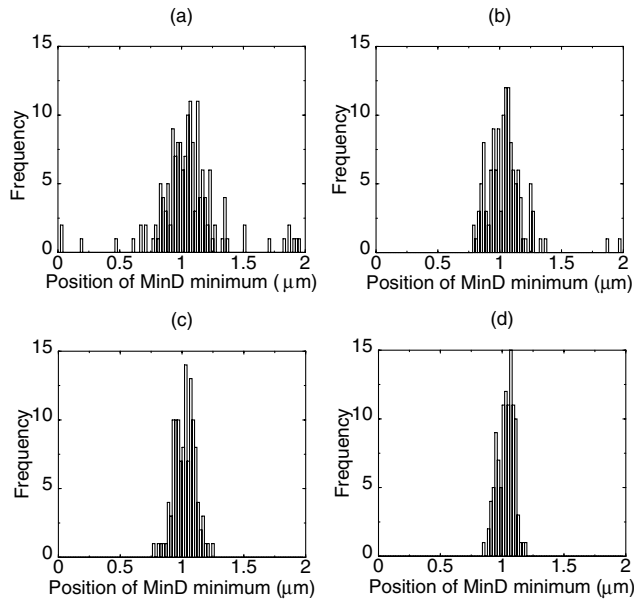 (a)
15
10
5
0
Frequency
0 0.5 1 1.5 2
Position of MinD minimum ( μm)
(b)
15
10
5
0
Frequency
0 0.5 1 1.5 2
Position of MinD minimum (μm)
(c)
15
10
5
0
Frequency
0 0.5 1 1.5 2
Position of MinD minimum (μm)
(d)
15
10
5
0
Frequency
0 0.5 1 1.5 2
Position of MinD minimum (μm)